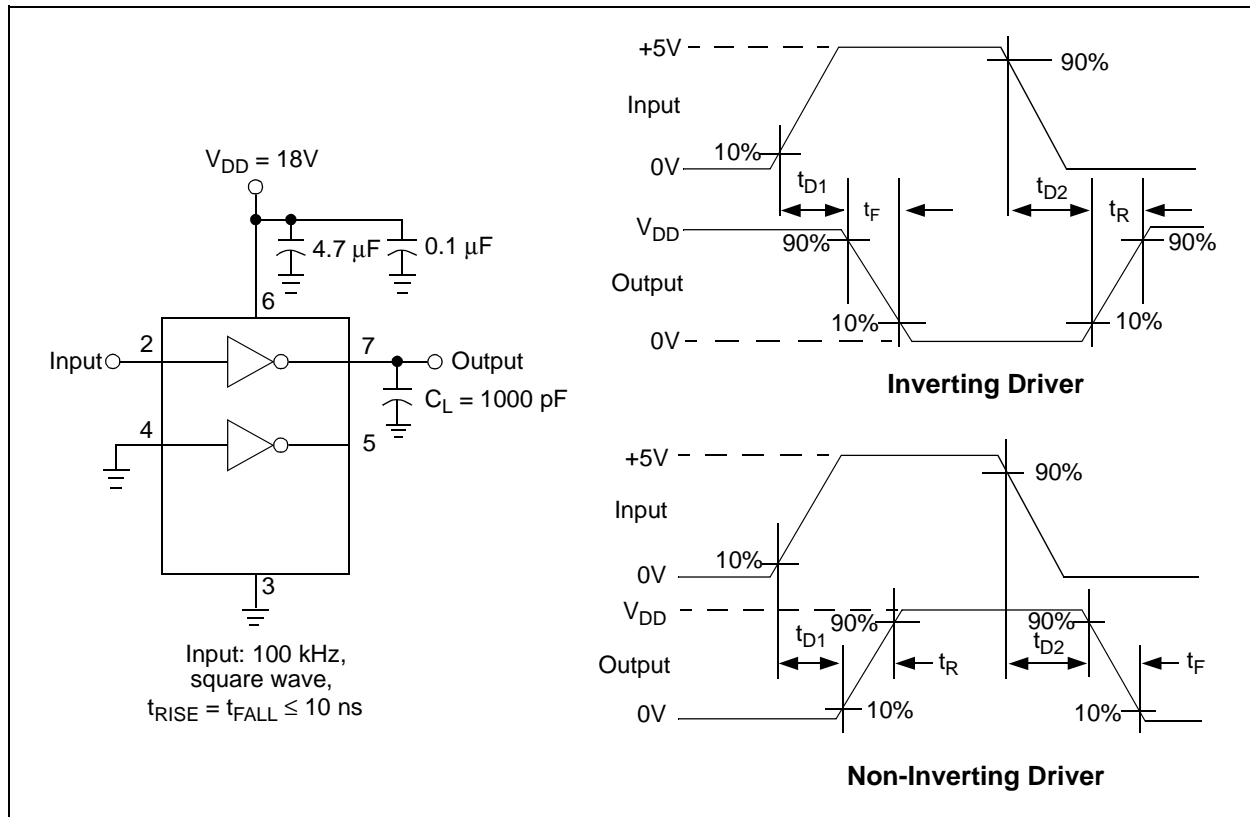 V_DD = 18V
4.7 μF
0.1 μF
6
Input
2
7
Output
C_L = 1000 pF
4
5
3
Input: 100 kHz,
square wave,
t_RISE = t_FALL ≤ 10 ns
+5V
90%
Input
10%
0V
t_D1
t_F
t_D2
t_R
V_DD
90%
90%
Output
10%
10%
0V
Inverting Driver
+5V
90%
Input
10%
0V
V_DD
90%
90%
t_D1
t_R
t_D2
t_F
Output
0V
10%
10%
Non-Inverting Driver